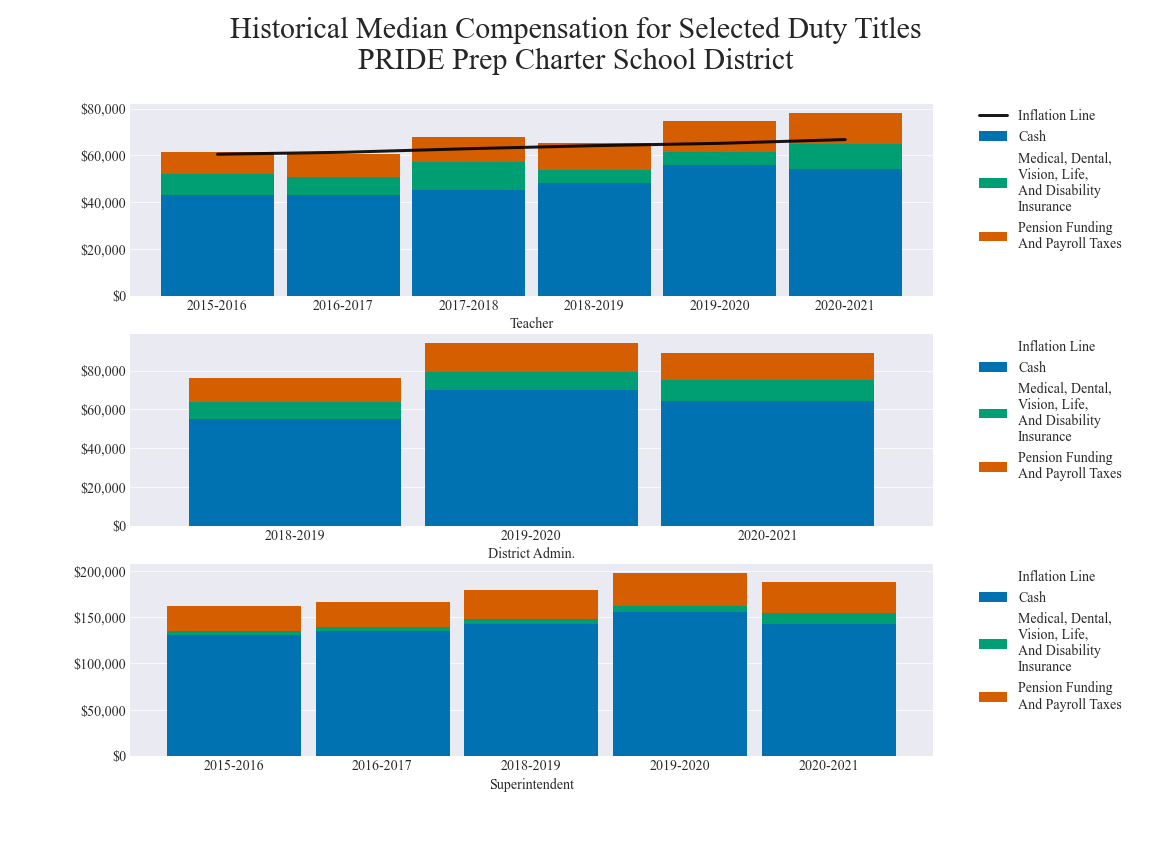 Historical Median Compensation for Selected Duty Titles
PRIDE Prep Charter School District
$80,000
$60,000
$40,000
$20,000
$0
2015-2016
2016-2017
2017-2018
2018-2019
2019-2020
2020-2021
Teacher
Inflation Line
Cash
Medical, Dental,
Vision, Life,
And Disability
Insurance
Pension Funding
And Payroll Taxes
$80,000
$60,000
$40,000
$20,000
$0
2018-2019
2019-2020
2020-2021
District Admin.
Inflation Line
Cash
Medical, Dental,
Vision, Life,
And Disability
Insurance
Pension Funding
And Payroll Taxes
$200,000
$150,000
$100,000
$50,000
$0
2015-2016
2016-2017
2018-2019
2019-2020
2020-2021
Superintendent
Inflation Line
Cash
Medical, Dental,
Vision, Life,
And Disability
Insurance
Pension Funding
And Payroll Taxes